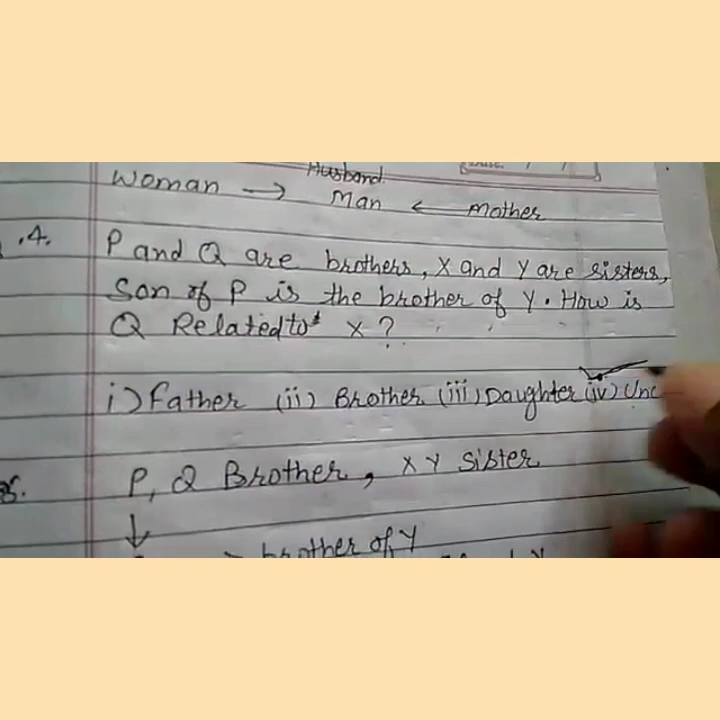 Husband
Woman → Man ← Mother
.4. P and Q are brothers, X and Y are sisters,
Son of P is the brother of Y. How is
Q Related to X ?
i) Father (ii) Brother (iii) Daughter (iv) Unc
P, Q Brother, X Y Sister
↓
brother of Y